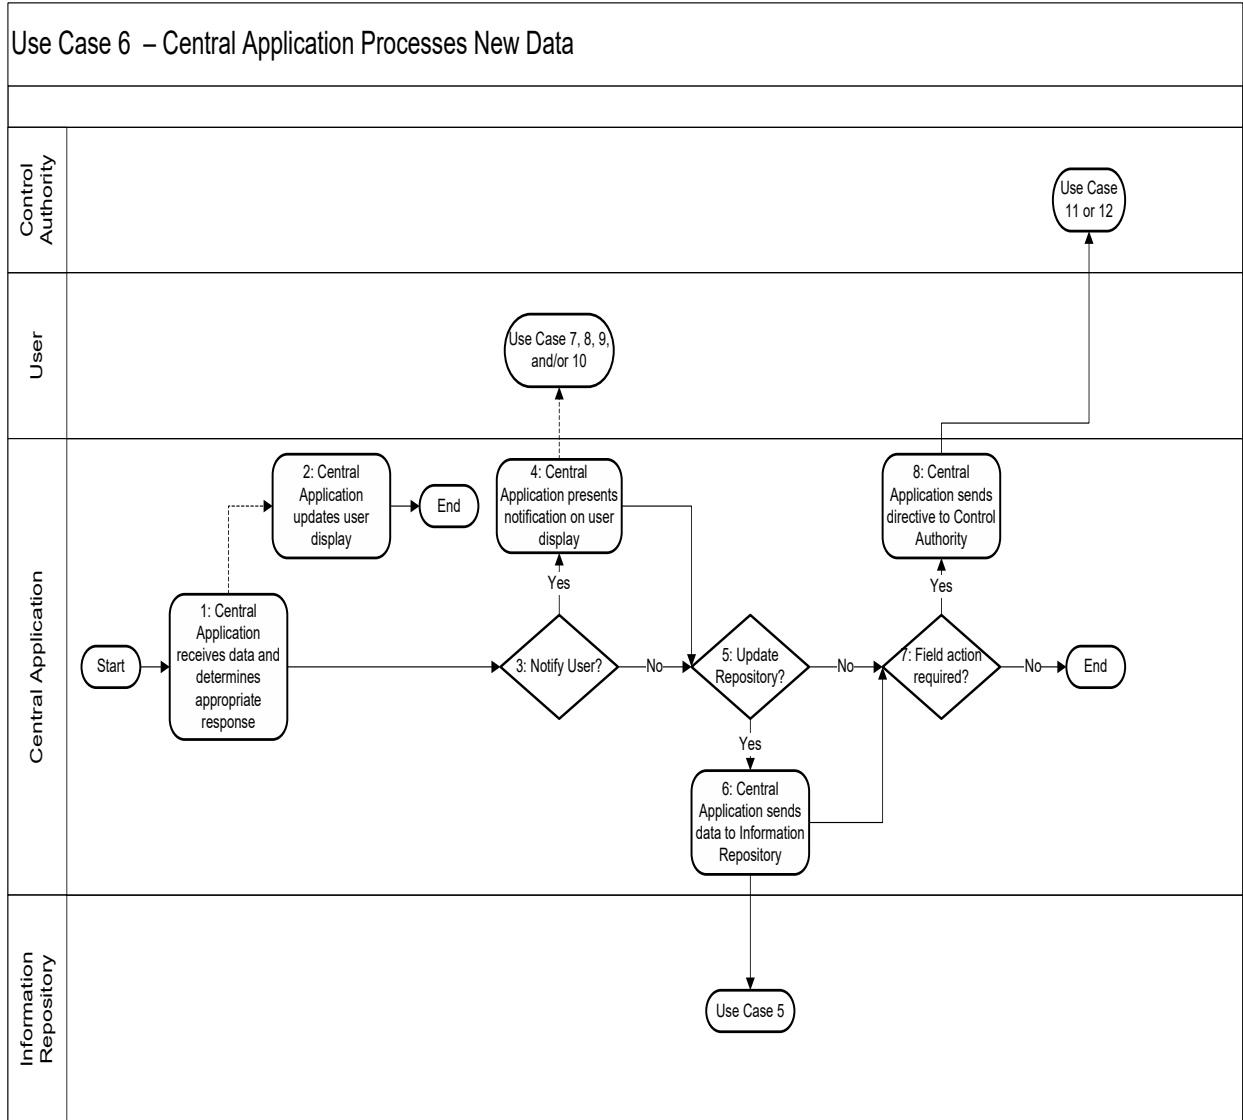 Use Case 6 – Central Application Processes New Data
Control
Authority
Use Case
11 or 12
User
Use Case 7, 8, 9,
and/or 10
Central Application
2: Central
Application
updates user
display
End
4: Central
Application presents
notification on user
display
8: Central
Application sends
directive to Control
Authority
Yes
Yes
Start
1: Central
Application
receives data and
determines
appropriate
response
3: Notify User?
No
5: Update
Repository?
No
7: Field action
required?
No
End
Yes
6: Central
Application sends
data to Information
Repository
Information
Repository
Use Case 5